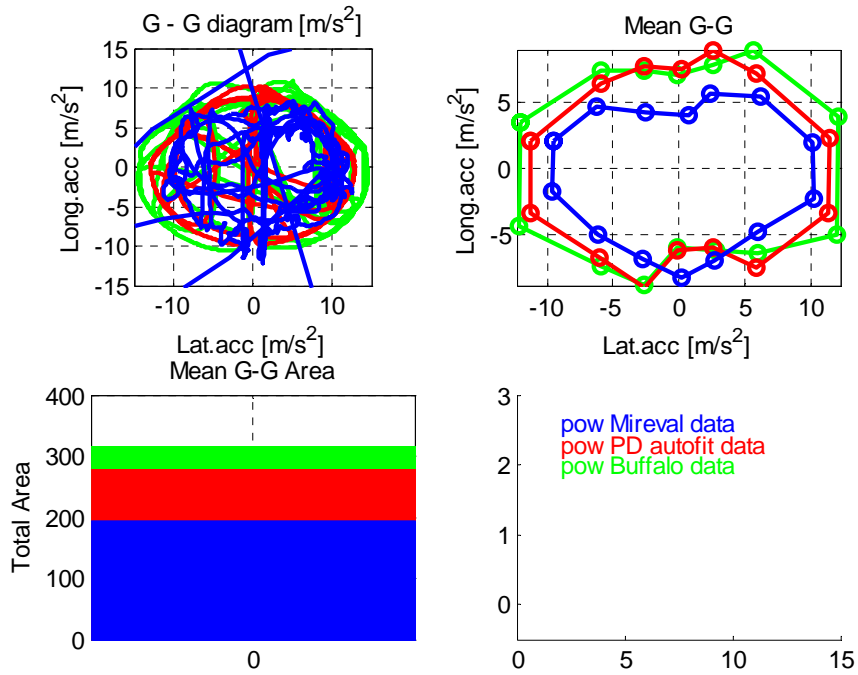 G - G diagram [m/s²]
Mean G-G
15
10
5
0
-5
-10
-15
Long.acc [m/s²]
-10
0
10
Lat.acc [m/s²]
5
0
-5
Long.acc [m/s²]
-10
-5
0
5
10
Lat.acc [m/s²]
Mean G-G Area
400
300
200
100
0
Total Area
0
3
2
1
0
pow Mireval data
pow PD autofit data
pow Buffalo data
0
5
10
15